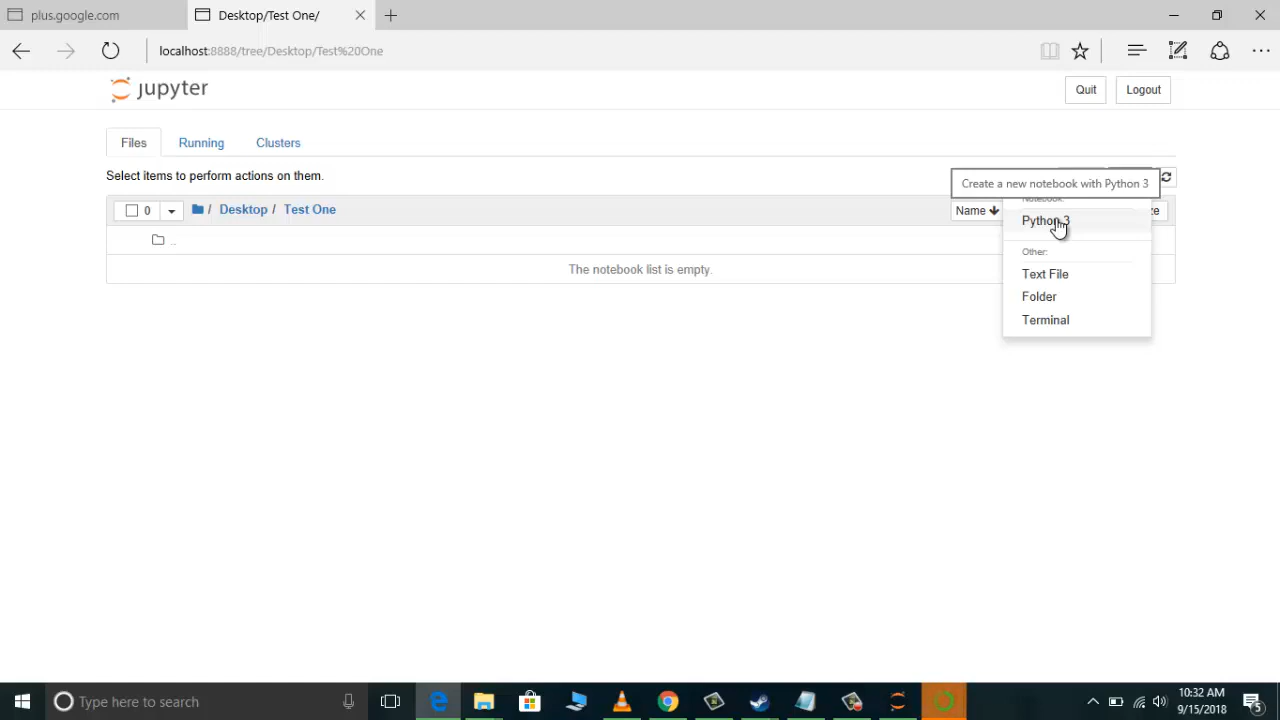 plus.google.com
Desktop/Test One/
localhost:8888/tree/Desktop/Test%20One
jupyter
Quit
Logout
Files
Running
Clusters
Select items to perform actions on them.
Create a new notebook with Python 3
0
/ Desktop / Test One
Name
ze
Notebook:
Python 3
Other:
Text File
Folder
Terminal
..
The notebook list is empty.
Type here to search
10:32 AM
9/15/2018
5